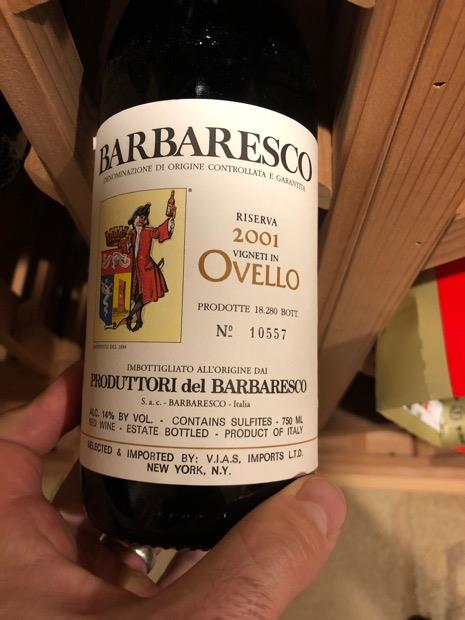 BARBARESCO
DENOMINAZIONE DI ORIGINE CONTROLLATA E GARANTITA
RISERVA
2001
VIGNETI IN
OVELLO
PRODOTTE 18.280 BOTT.
Nº 10557
IMBOTTIGLIATO ALL'ORIGINE DAI
PRODUTTORI del BARBARESCO
S. a c. - BARBARESCO - Italia
ALC. 14% BY VOL. - CONTAINS SULFITES - 750 ML
RED WINE - ESTATE BOTTLED - PRODUCT OF ITALY
SELECTED & IMPORTED BY: V.I.A.S. IMPORTS L.T.D.
NEW YORK, N.Y.